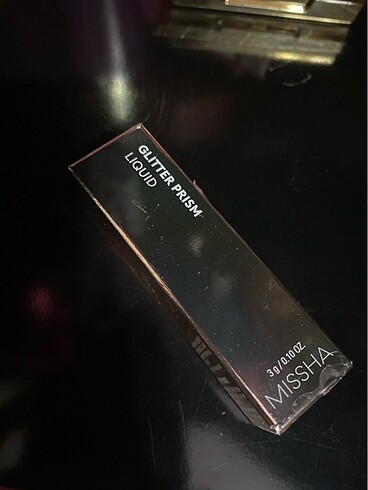 GLITTER PRISM
LIQUID
3 g / 0.10 OZ
MISSHA